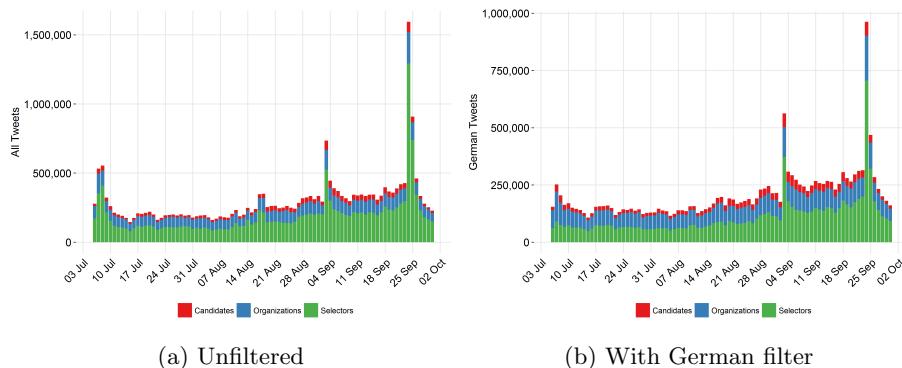 1,500,000
1,000,000
500,000
0
All Tweets
03 Jul
10 Jul
17 Jul
24 Jul
31 Jul
07 Aug
14 Aug
21 Aug
28 Aug
04 Sep
11 Sep
18 Sep
25 Sep
02 Oct
Candidates Organizations Selectors
(a) Unfiltered
1,000,000
750,000
500,000
250,000
0
German Tweets
03 Jul
10 Jul
17 Jul
24 Jul
31 Jul
07 Aug
14 Aug
21 Aug
28 Aug
04 Sep
11 Sep
18 Sep
25 Sep
02 Oct
Candidates Organizations Selectors
(b) With German filter